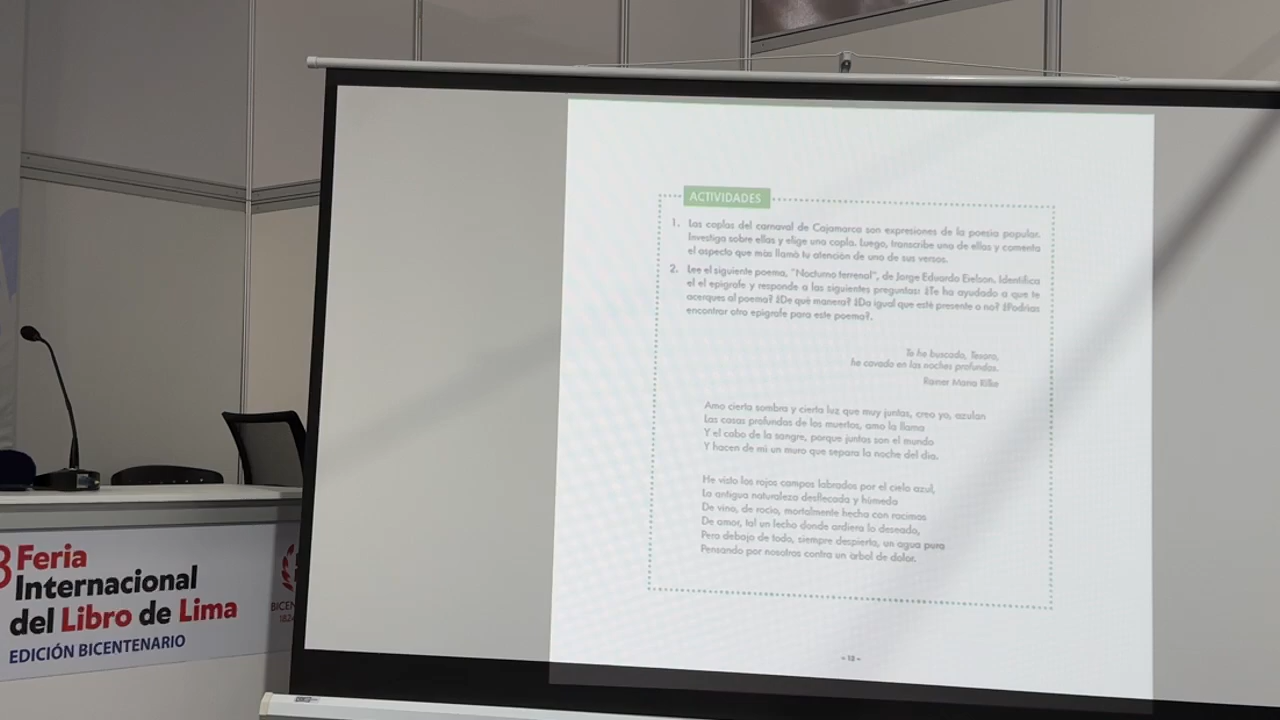 ACTIVIDADES
1. Las coplas del carnaval de Cajamarca son expresiones de la poesía popular.
Investiga sobre ellas y elige una copla. Luego, transcribe una de ellas y comenta
el aspecto que más llamó tu atención de uno de sus versos.
2. Lee el siguiente poema, "Nocturno terrenal", de Jorge Eduardo Eielson. Identifica
el el epígrafe y responde a las siguientes preguntas: ¿Te ha ayudado a que te
acerques al poema? ¿De qué manera? ¿Da igual que esté presente o no? ¿Podrías
encontrar otro epígrafe para este poema?.
Te he buscado, Tesoro,
he cavado en las noches profundas.
Rainer Maria Rilke
Amo cierta sombra y cierta luz que muy juntas, creo yo, azulan
Las casas profundas de los muertos, amo la llama
Y el cabo de la sangre, porque juntas son el mundo
Y hacen de mí un muro que separa la noche del día.
He visto los rojos campos labrados por el cielo azul,
La antigua naturaleza desflecada y húmeda
De vino, de rocío, mortalmente hecha con racimos
De amor, tal un lecho donde ardiera lo deseado,
Pero debajo de todo, siempre despierto, un agua pura
Pensando por nosotros contra un árbol de dolor.
- 18 -
Feria
Internacional
del Libro de Lima
EDICIÓN BICENTENARIO